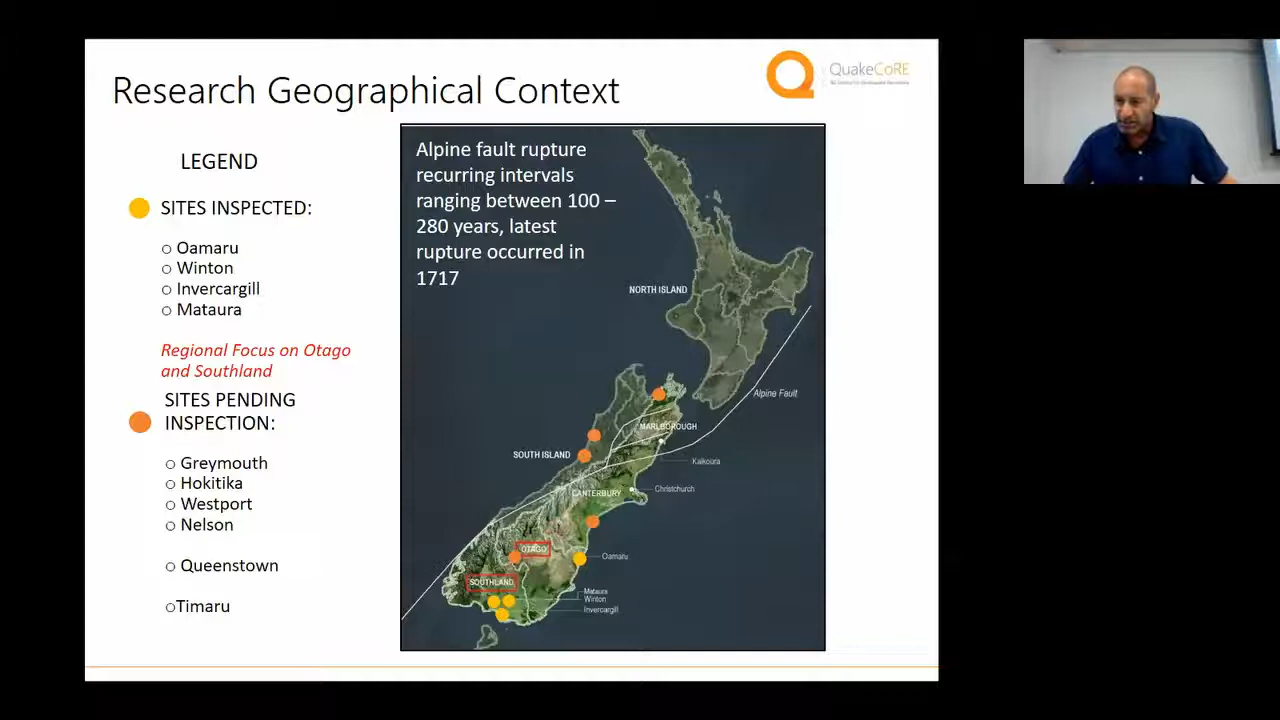 Research Geographical Context
QuakeCoRE
LEGEND
SITES INSPECTED:
○ Oamaru
○ Winton
○ Invercargill
○ Mataura
Regional Focus on Otago
and Southland
SITES PENDING
INSPECTION:
○ Greymouth
○ Hokitika
○ Westport
○ Nelson
○ Queenstown
○Timaru
Alpine fault rupture
recurring intervals
ranging between 100 –
280 years, latest
rupture occurred in
1717
NORTH ISLAND
Alpine Fault
MARLBOROUGH
SOUTH ISLAND
Kaikoura
CANTERBURY
Christchurch
OTAGO
Oamaru
SOUTHLAND
Mataura
Winton
Invercargill